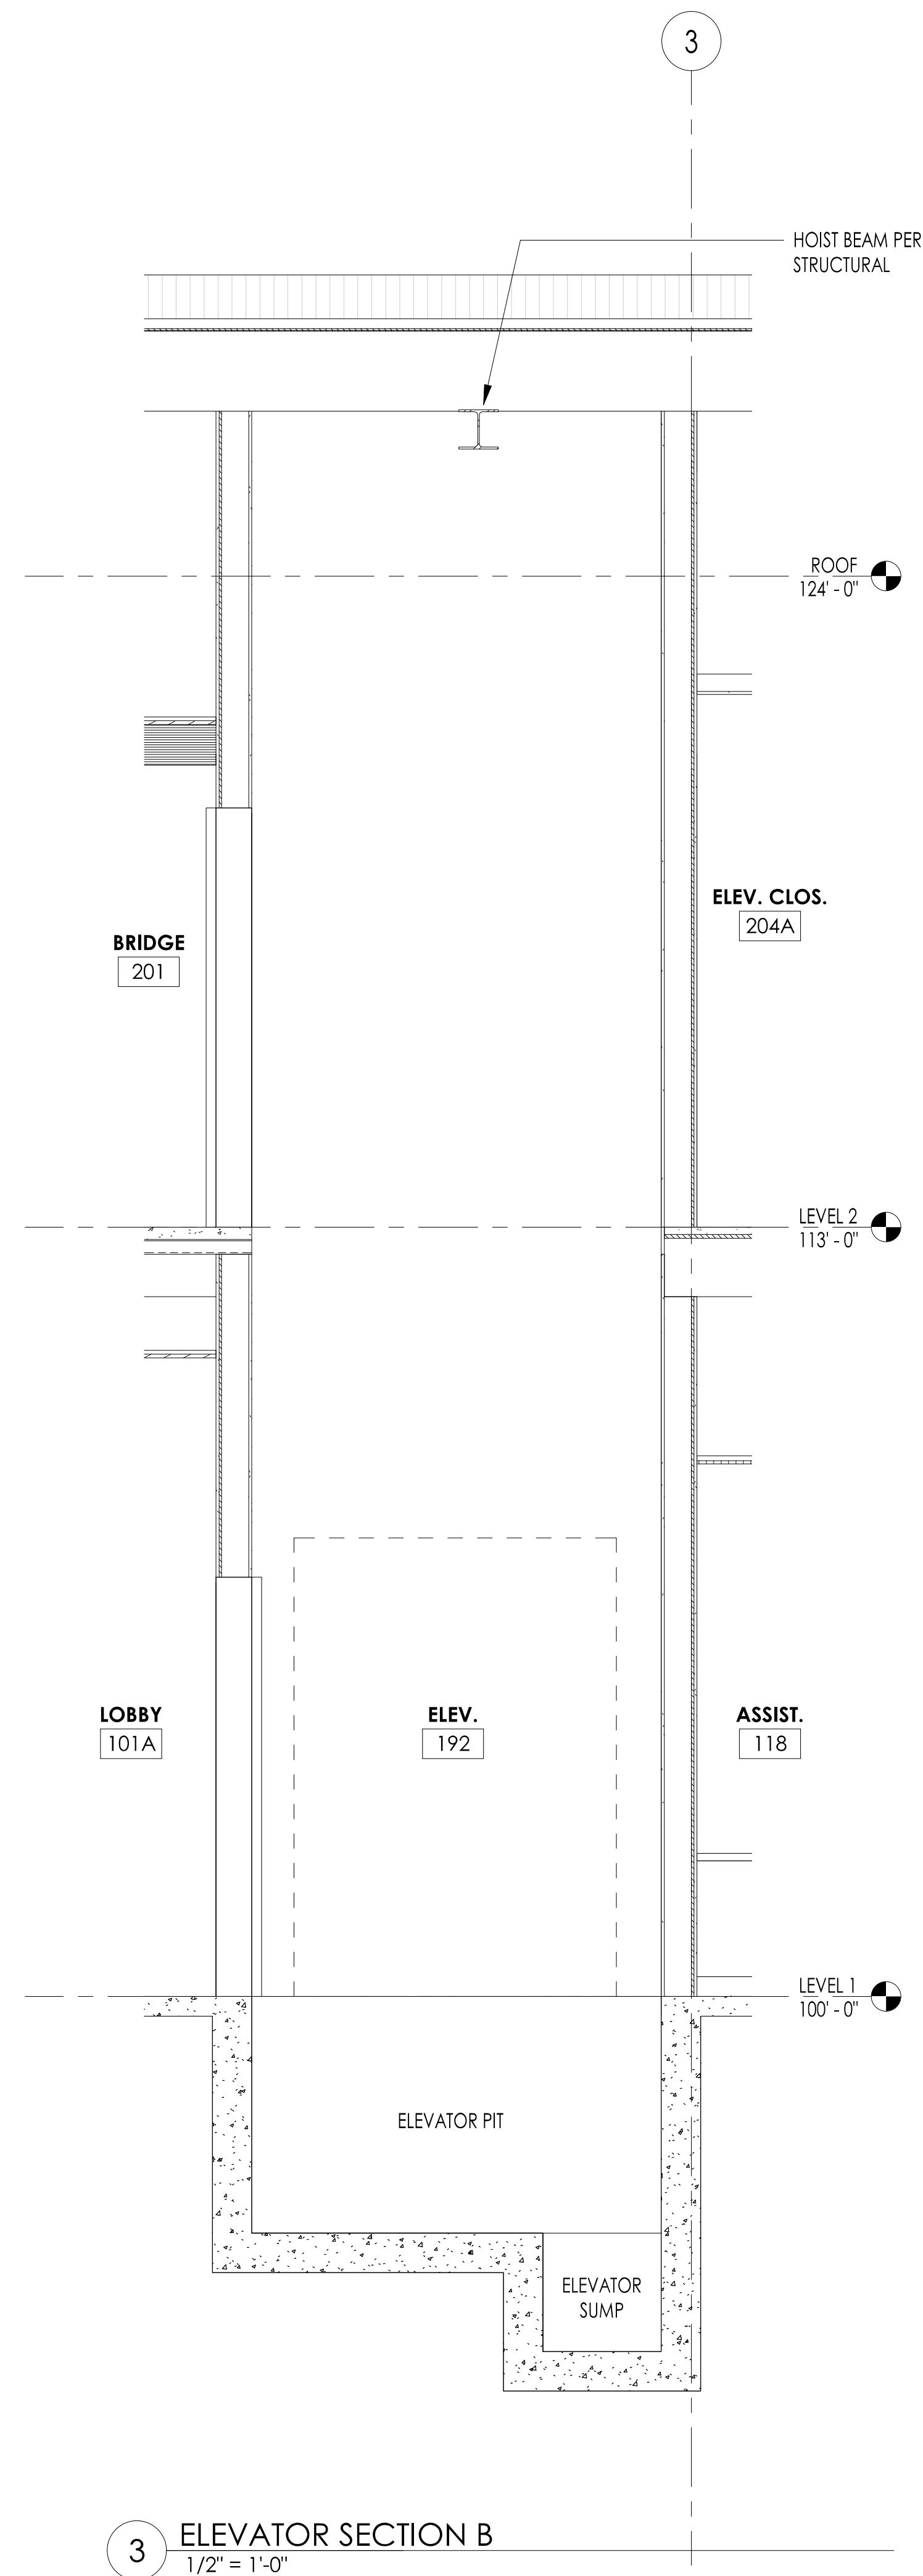 3
HOIST BEAM PER
STRUCTURAL
ROOF
124' - 0"
ELEV. CLOS.
204A
BRIDGE
201
LEVEL 2
113' - 0"
LOBBY
101A
ELEV.
192
ASSIST.
118
LEVEL 1
100' - 0"
ELEVATOR PIT
ELEVATOR
SUMP
3
ELEVATOR SECTION B
1/2" = 1'-0"